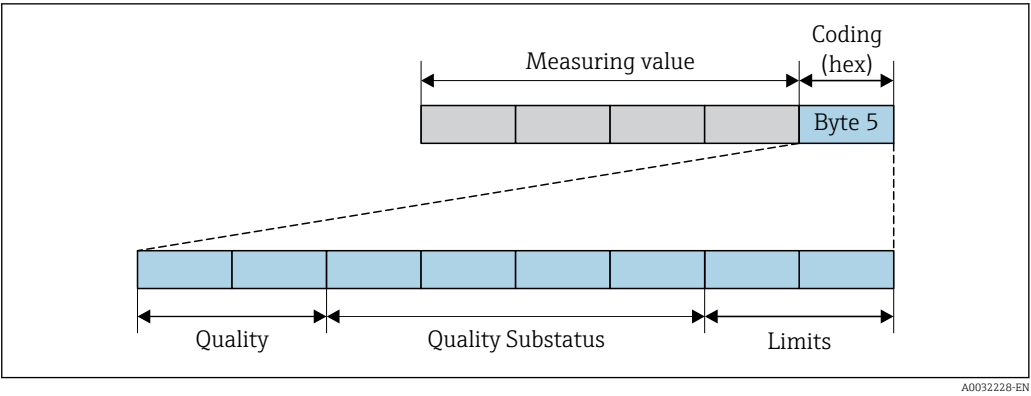 Coding
(hex)
Measuring value
Byte 5
Quality
Quality Substatus
Limits
A0032228-EN